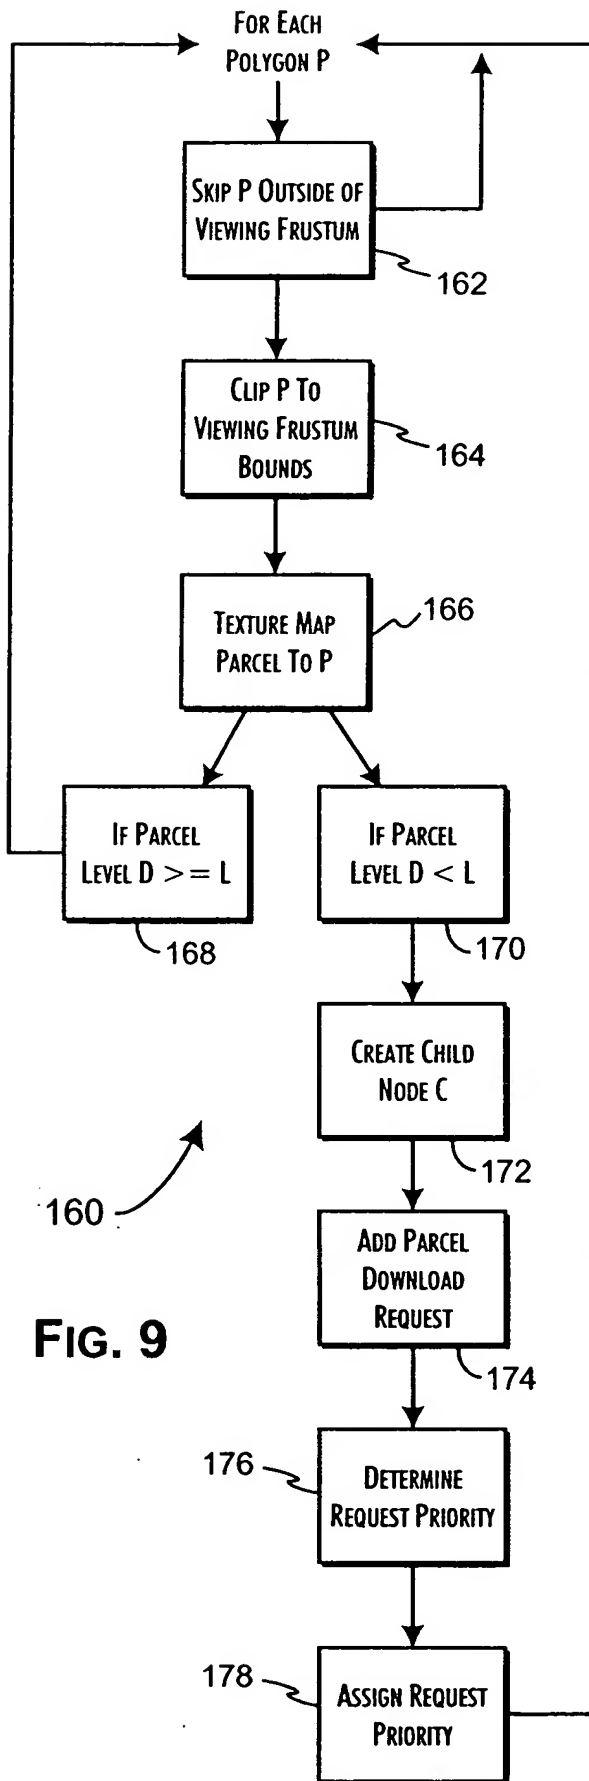 FOR EACH
POLYGON P
SKIP P OUTSIDE OF
VIEWING FRUSTUM
162
CLIP P TO
VIEWING FRUSTUM
BOUNDS
164
TEXTURE MAP
PARCEL TO P
166
IF PARCEL
LEVEL D >= L
168
IF PARCEL
LEVEL D < L
170
CREATE CHILD
NODE C
172
160
ADD PARCEL
DOWNLOAD
REQUEST
174
FIG. 9
176
DETERMINE
REQUEST PRIORITY
178
ASSIGN REQUEST
PRIORITY